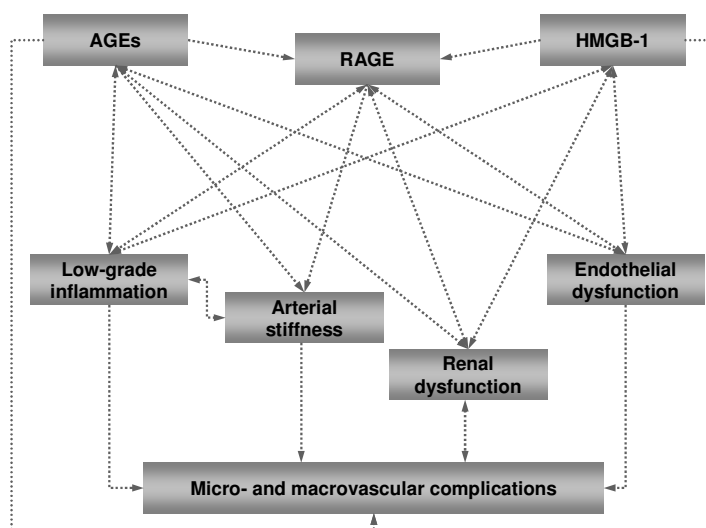 AGEs
RAGE
HMGB-1
Low-grade
inflammation
Arterial
stiffness
Renal
dysfunction
Endothelial
dysfunction
Micro- and macrovascular complications